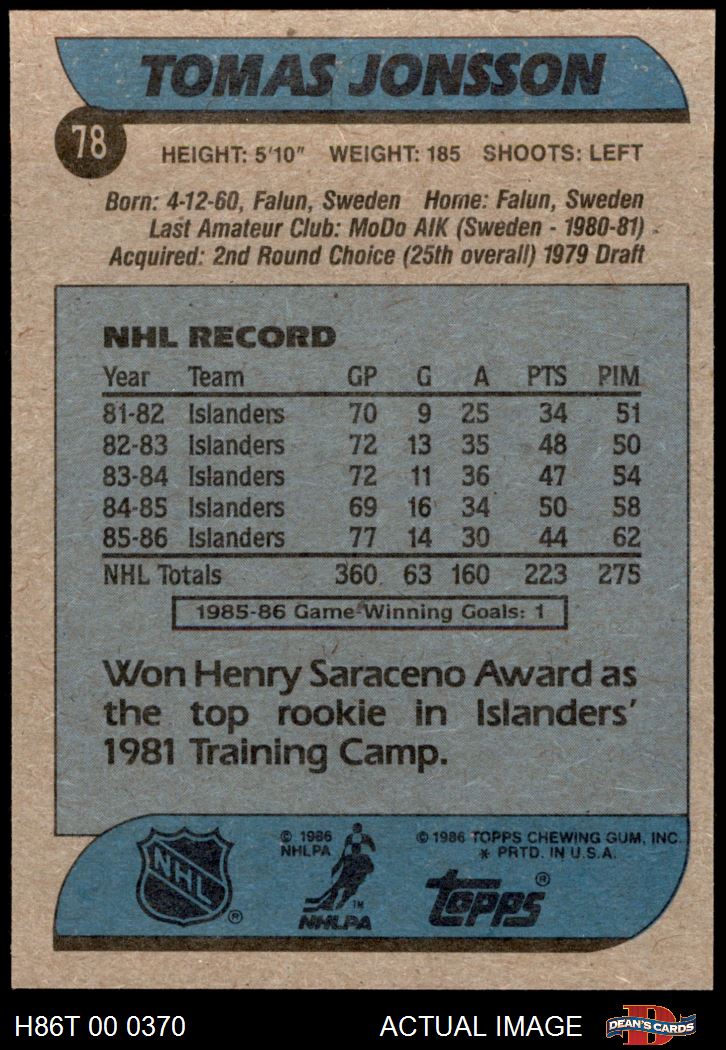 TOMAS JONSSON
78
HEIGHT: 5'10" WEIGHT: 185 SHOOTS: LEFT
Born: 4-12-60, Falun, Sweden Home: Falun, Sweden
Last Amateur Club: MoDo AIK (Sweden - 1980-81)
Acquired: 2nd Round Choice (25th overall) 1979 Draft
NHL RECORD
Year Team GP G A PTS PIM
81-82 Islanders 70 9 25 34 51
82-83 Islanders 72 13 35 48 50
83-84 Islanders 72 11 36 47 54
84-85 Islanders 69 16 34 50 58
85-86 Islanders 77 14 30 44 62
NHL Totals 360 63 160 223 275
1985-86 Game-Winning Goals: 1
Won Henry Saraceno Award as
the top rookie in Islanders'
1981 Training Camp.
NHL ®
© 1986
NHLPA
TM
NHLPA
© 1986 TOPPS CHEWING GUM, INC.
* PRTD. IN U.S.A.
TOPPS ®
H86T 00 0370 ACTUAL IMAGE
D
DEAN'S CARDS